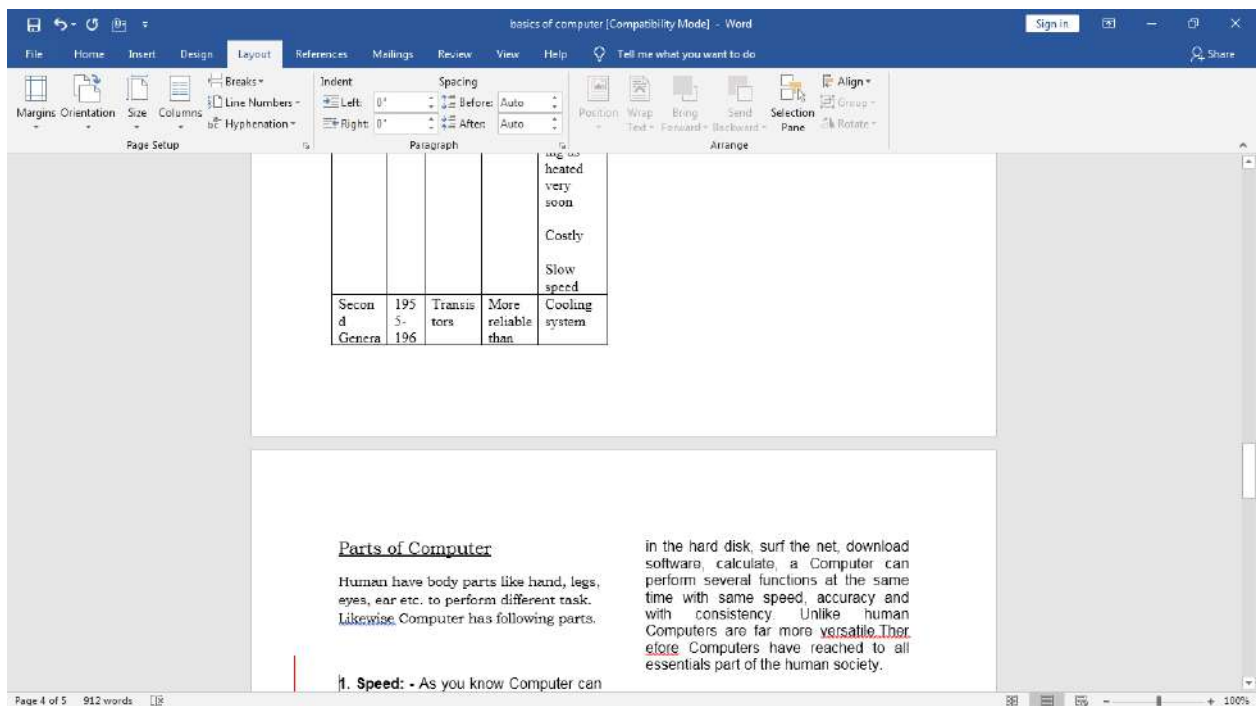 basics of computer [Compatibility Mode] - Word
Sign in
File Home Insert Design Layout References Mailings Review View Help Tell me what you want to do Share
Margins Orientation Size Columns
Breaks
Line Numbers
Hyphenation
Page Setup
Indent
Left: 0"
Right: 0"
Spacing
Before: Auto
After: Auto
Paragraph
Position Wrap Text Bring Forward Send Backward Selection Pane
Align
Group
Rotate
Arrange
heated
very
soon
Costly
Slow
speed
Secon 195 Transis More Cooling
d 5- tors reliable system
Genera 196 than
Parts of Computer
Human have body parts like hand, legs,
eyes, ear etc. to perform different task.
Likewise Computer has following parts.
1. Speed: - As you know Computer can
in the hard disk, surf the net, download
software, calculate, a Computer can
perform several functions at the same
time with same speed, accuracy and
with consistency. Unlike human
Computers are far more versatile.Ther
efore Computers have reached to all
essentials part of the human society.
Page 4 of 5 912 words
100%